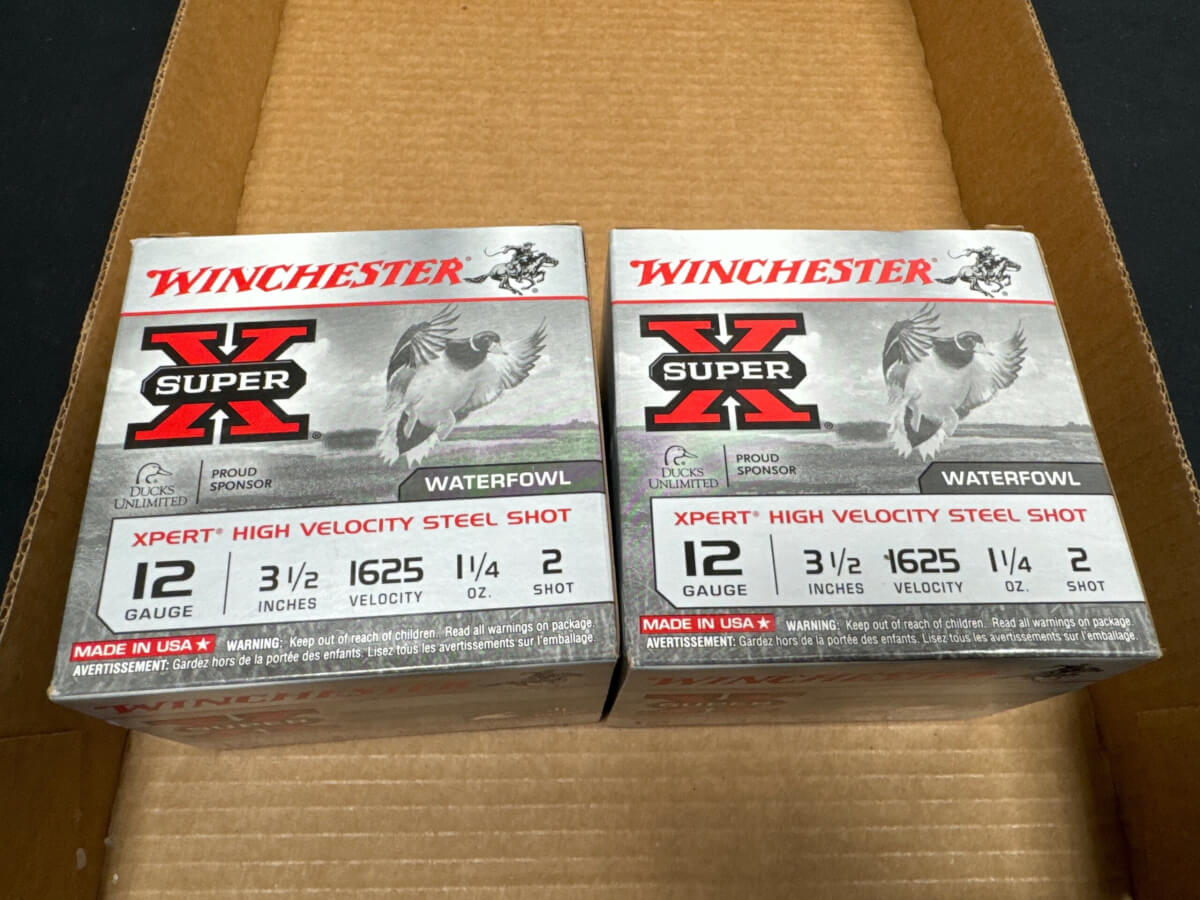 WINCHESTER®
SUPER X®
DUCKS UNLIMITED
PROUD SPONSOR
WATERFOWL
XPERT® HIGH VELOCITY STEEL SHOT
12 GAUGE
3 1/2 INCHES
1625 VELOCITY
1 1/4 OZ.
2 SHOT
MADE IN USA ★ WARNING: Keep out of reach of children. Read all warnings on package.
AVERTISSEMENT: Gardez hors de la portée des enfants. Lisez tous les avertissements sur l'emballage.
WINCHESTER
SUPER
WINCHESTER®
SUPER X®
DUCKS UNLIMITED
PROUD SPONSOR
WATERFOWL
XPERT® HIGH VELOCITY STEEL SHOT
12 GAUGE
3 1/2 INCHES
1625 VELOCITY
1 1/4 OZ.
2 SHOT
MADE IN USA ★ WARNING: Keep out of reach of children. Read all warnings on package.
AVERTISSEMENT: Gardez hors de la portée des enfants. Lisez tous les avertissements sur l'emballage.
WINCHESTER
SUPER